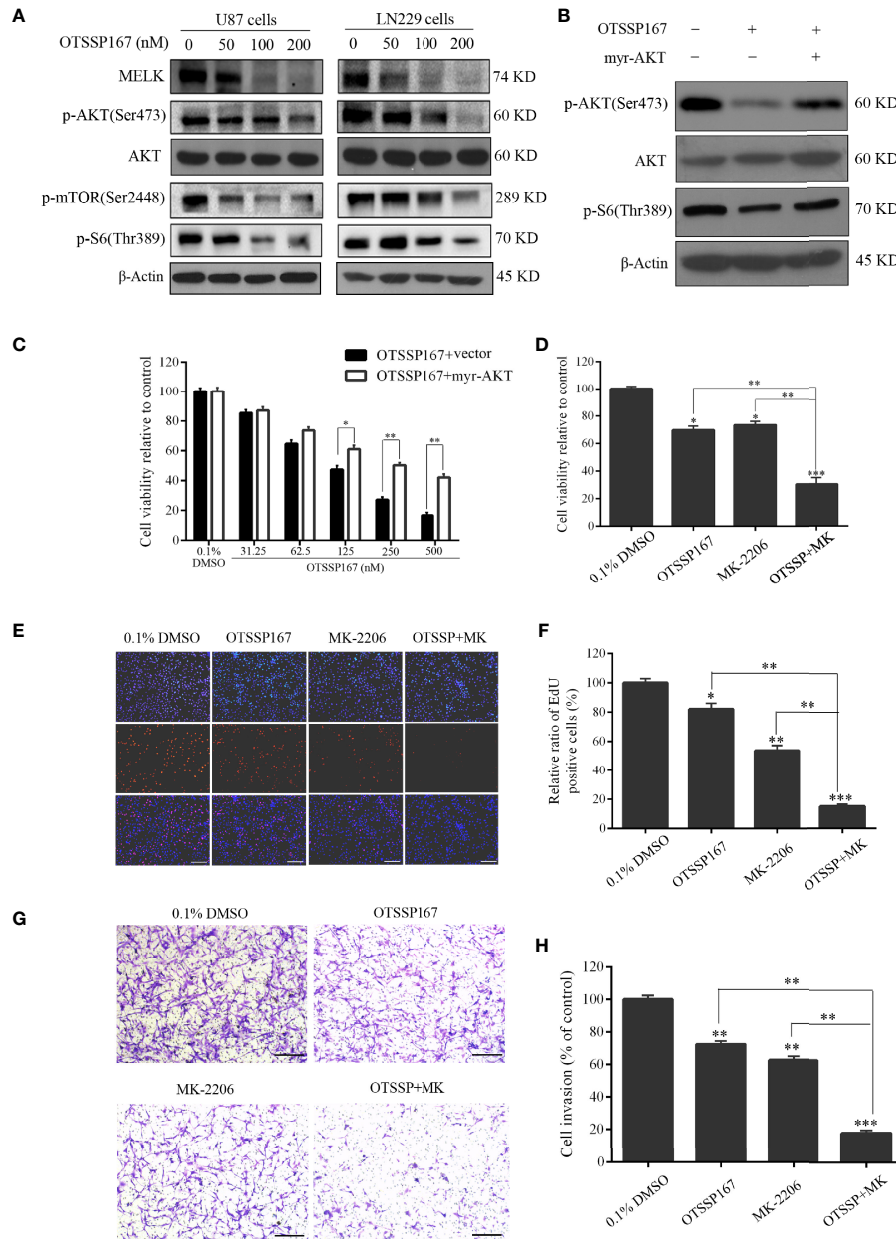 A
U87 cells
LN229 cells
OTSSP167 (nM) 0 50 100 200 0 50 100 200
MELK 74 KD
p-AKT(Ser473) 60 KD
AKT 60 KD
p-mTOR(Ser2448) 289 KD
p-S6(Thr389) 70 KD
β-Actin 45 KD
B
OTSSP167 − + +
myr-AKT − − +
p-AKT(Ser473) 60 KD
AKT 60 KD
p-S6(Thr389) 70 KD
β-Actin 45 KD
C
OTSSP167+vector
OTSSP167+myr-AKT
Cell viability relative to control
120
100
80
60
40
20
0
* ** **
0.1% DMSO
31.25 62.5 125 250 500
OTSSP167 (nM)
D
Cell viability relative to control
120
100
80
60
40
20
0
**
**
* * ***
0.1% DMSO OTSSP167 MK-2206 OTSSP+MK
E
0.1% DMSO OTSSP167 MK-2206 OTSSP+MK
F
Relative ratio of EdU
positive cells (%)
120
100
80
60
40
20
0
**
**
* ** ***
0.1% DMSO OTSSP167 MK-2206 OTSSP+MK
G
0.1% DMSO OTSSP167
MK-2206 OTSSP+MK
H
Cell invasion (% of control)
120
100
80
60
40
20
0
**
**
** ** ***
0.1% DMSO OTSSP167 MK-2206 OTSSP+MK